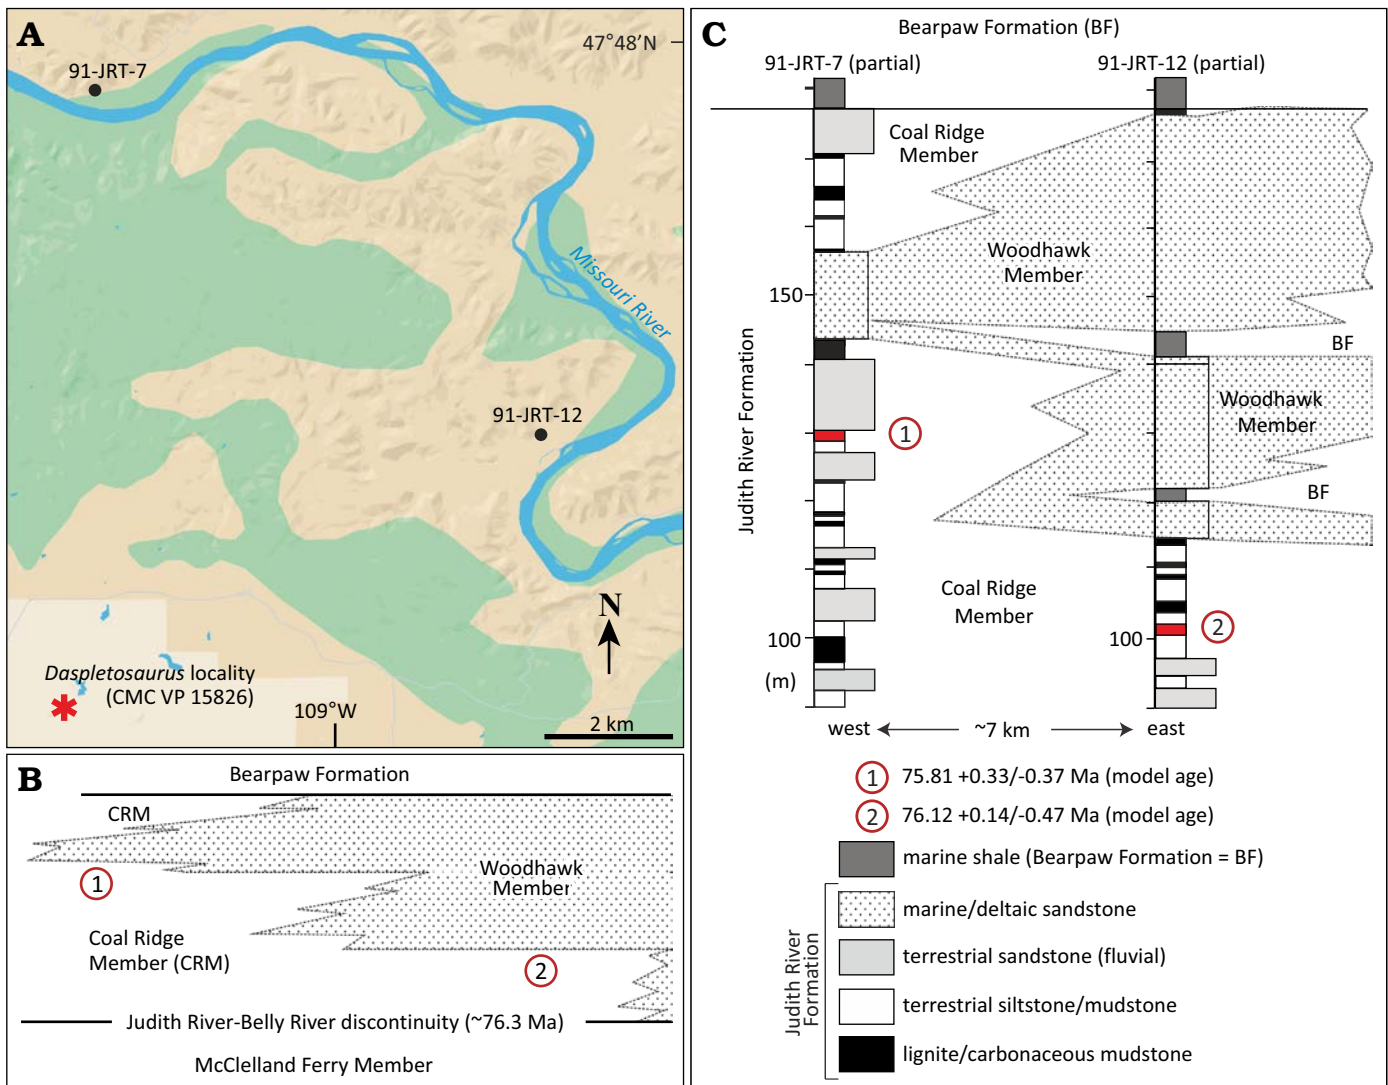 A
47°48'N
91-JRT-7
Missouri River
91-JRT-12
N
Daspletosaurus locality
(CMC VP 15826)
109°W
2 km
B
Bearpaw Formation
CRM
Woodhawk
Member
1
Coal Ridge
Member (CRM)
2
Judith River-Belly River discontinuity (~76.3 Ma)
McClelland Ferry Member
C
Bearpaw Formation (BF)
91-JRT-7 (partial)
91-JRT-12 (partial)
Coal Ridge
Member
Woodhawk
Member
150
BF
Judith River Formation
Woodhawk
Member
1
BF
Coal Ridge
Member
2
100
100
(m)
west
~7 km
east
1 75.81 +0.33/-0.37 Ma (model age)
2 76.12 +0.14/-0.47 Ma (model age)
marine shale (Bearpaw Formation = BF)
Judith River
Formation
marine/deltaic sandstone
terrestrial sandstone (fluvial)
terrestrial siltstone/mudstone
lignite/carbonaceous mudstone